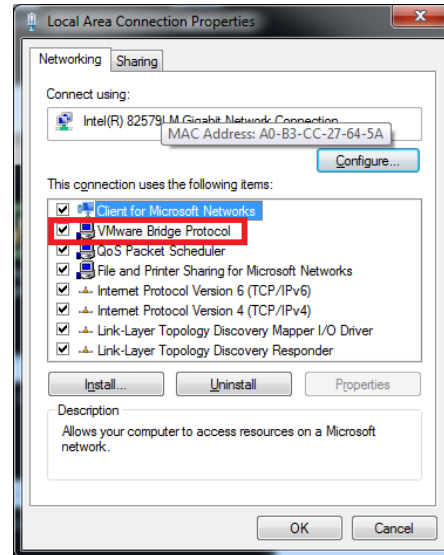 Local Area Connection Properties
Networking
Sharing
Connect using:
Intel(R) 82579LM Gigabit Network Connection
MAC Address: A0-B3-CC-27-64-5A
Configure...
This connection uses the following items:
Client for Microsoft Networks
VMware Bridge Protocol
QoS Packet Scheduler
File and Printer Sharing for Microsoft Networks
Internet Protocol Version 6 (TCP/IPv6)
Internet Protocol Version 4 (TCP/IPv4)
Link-Layer Topology Discovery Mapper I/O Driver
Link-Layer Topology Discovery Responder
Install...
Uninstall
Properties
Description
Allows your computer to access resources on a Microsoft
network.
OK
Cancel